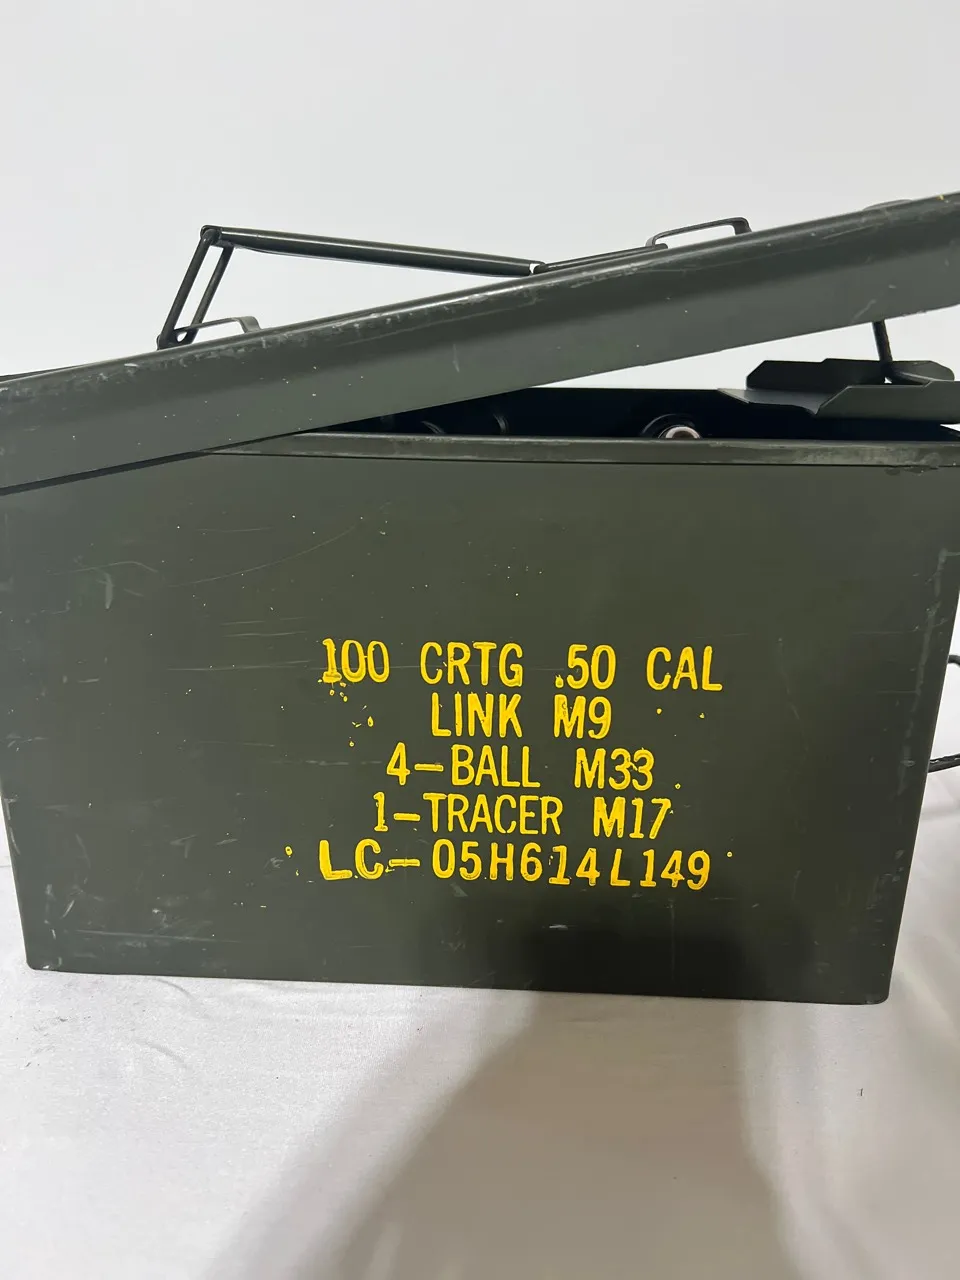 100 CRTG .50 CAL
LINK M9
4-BALL M33
1-TRACER M17
LC-05H614L149